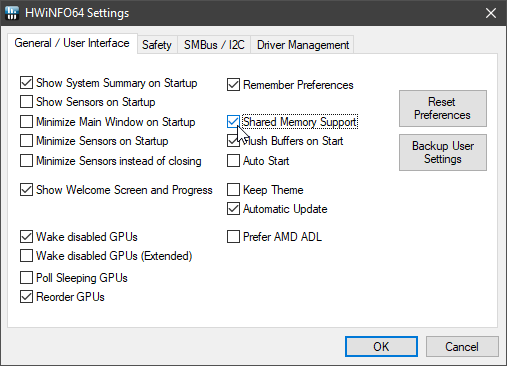 HWiNFO64 Settings
General / User Interface
Safety
SMBus / I2C
Driver Management
Show System Summary on Startup
Show Sensors on Startup
Minimize Main Window on Startup
Minimize Sensors on Startup
Minimize Sensors instead of closing
Show Welcome Screen and Progress
Wake disabled GPUs
Wake disabled GPUs (Extended)
Poll Sleeping GPUs
Reorder GPUs
Remember Preferences
Shared Memory Support
Flush Buffers on Start
Auto Start
Keep Theme
Automatic Update
Prefer AMD ADL
Reset
Preferences
Backup User
Settings
OK
Cancel